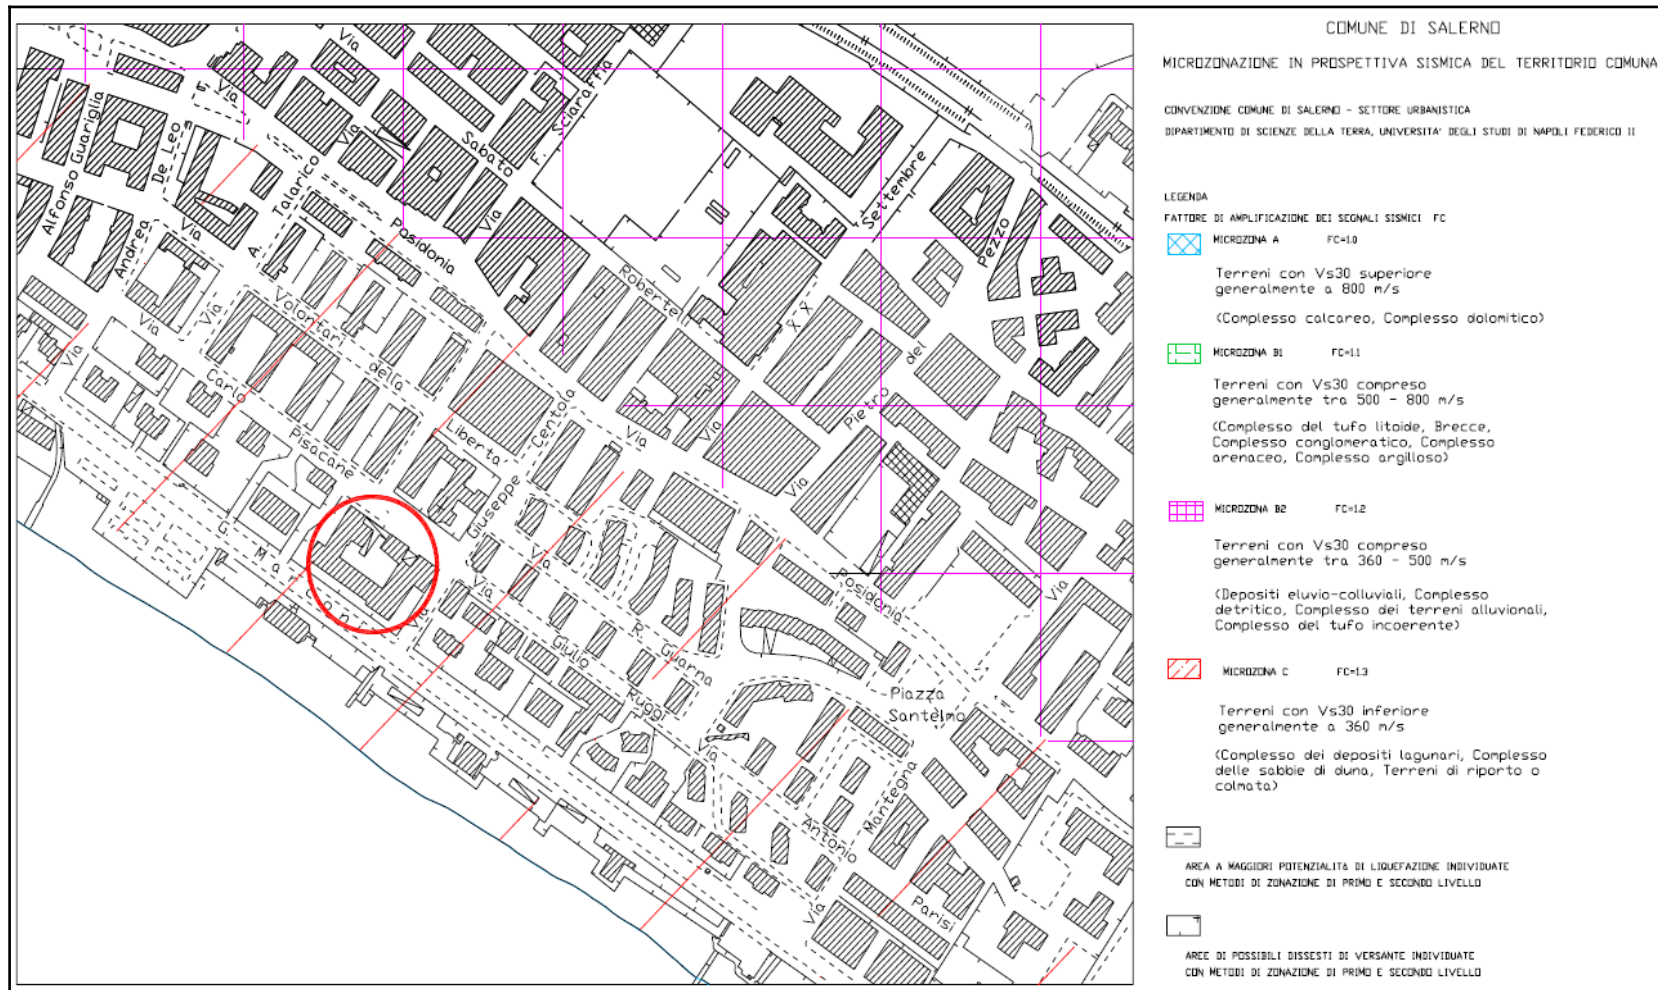 Via
Via
Via
Sabato
F. Sciaraffia
Alfonso Guariglia
De Leo
Andrea
Via
A. Talarico
Via
Posidonia
Robertelli
XX
Settembre
Pezzo
del
Pietro
Via
Via
Via
Via
Via
Via
Volontari
della
Libertà
Carlo
Pisacane
Giuseppe
Centola
Via
R.
Guarna
Via
Giulio
Ruggi
Posidonia
Via
Piazza
Santelmo
Via
Antonio
Mantegna
Via
Parisi
COMUNE DI SALERNO
MICROZONAZIONE IN PROSPETTIVA SISMICA DEL TERRITORIO COMUNA
CONVENZIONE COMUNE DI SALERNO - SETTORE URBANISTICA
DIPARTIMENTO DI SCIENZE DELLA TERRA, UNIVERSITA' DEGLI STUDI DI NAPOLI FEDERICO II
LEGENDA
FATTORE DI AMPLIFICAZIONE DEI SEGNALI SISMICI FC
MICROZONA A FC=1.0
Terreni con Vs30 superiore
generalmente a 800 m/s
(Complesso calcareo, Complesso dolomitico)
MICROZONA B1 FC=1.1
Terreni con Vs30 compreso
generalmente tra 500 - 800 m/s
(Complesso del tufo litoide, Brecce,
Complesso conglomeratico, Complesso
arenaceo, Complesso argilloso)
MICROZONA B2 FC=1.2
Terreni con Vs30 compreso
generalmente tra 360 - 500 m/s
(Depositi eluvio-colluviali, Complesso
detritico, Complesso dei terreni alluvionali,
Complesso del tufo incoerente)
MICROZONA C FC=1.3
Terreni con Vs30 inferiore
generalmente a 360 m/s
(Complesso dei depositi lagunari, Complesso
delle sabbie di duna, Terreni di riporto o
colmata)
AREA A MAGGIORI POTENZIALITà DI LIQUEFAZIONE INDIVIDUATE
CON METODI DI ZONAZIONE DI PRIMO E SECONDO LIVELLO
AREE DI POSSIBILI DISSESTI DI VERSANTE INDIVIDUATE
CON METODI DI ZONAZIONE DI PRIMO E SECONDO LIVELLO